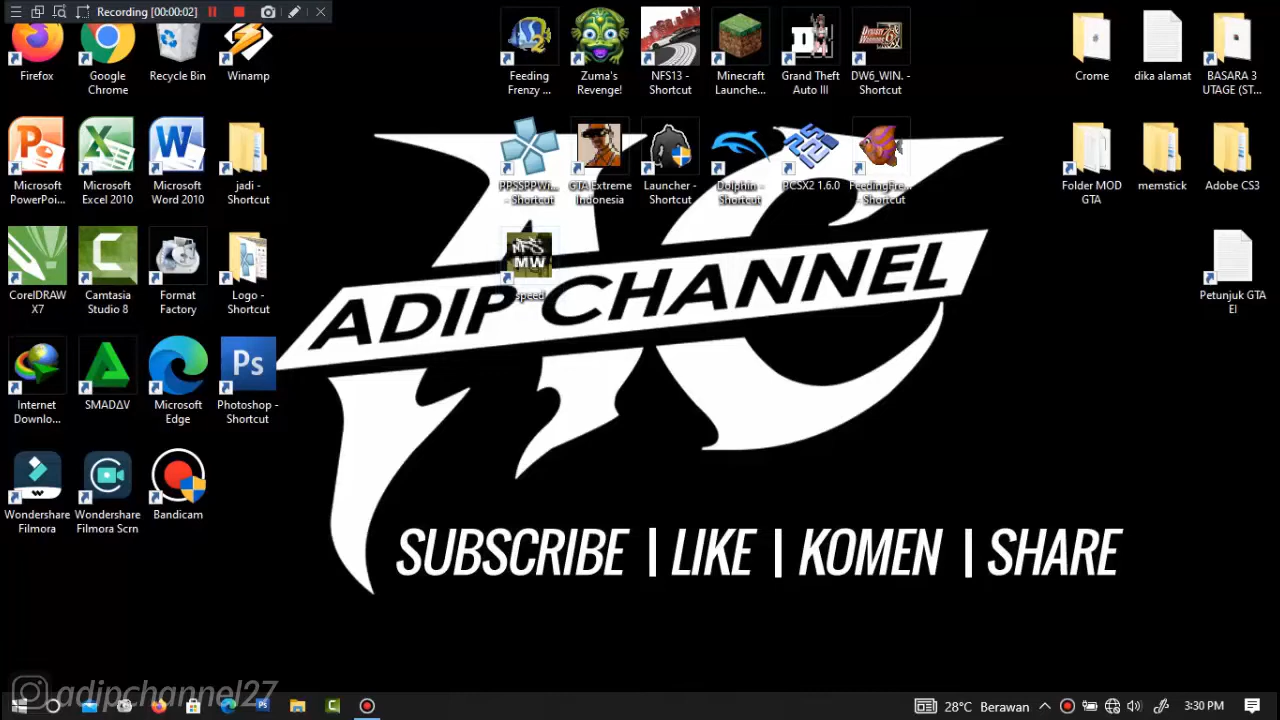 Recording [00:00:02]
Firefox
Google
Chrome
Recycle Bin
Winamp
Feeding
Frenzy ...
Zuma's
Revenge!
NFS13 -
Shortcut
Minecraft
Launche...
Grand Theft
Auto III
DW6_WIN. -
Shortcut
Crome
dika alamat
BASARA 3
UTAGE (ST...
Microsoft
PowerPoi...
Microsoft
Excel 2010
Microsoft
Word 2010
jadi -
Shortcut
PPSSPPWi...
- Shortcut
GTA Extreme
Indonesia
Launcher -
Shortcut
Dolphin -
Shortcut
PCSX2 1.6.0
FeedingFre...
- Shortcut
Folder MOD
GTA
memstick
Adobe CS3
CorelDRAW
X7
Camtasia
Studio 8
Format
Factory
Logo -
Shortcut
NFS
MW
speed
Petunjuk GTA
EI
ADIP CHANNEL
Internet
Downlo...
SMADΔV
Microsoft
Edge
Ps
Photoshop -
Shortcut
Wondershare
Filmora
Wondershare
Filmora Scrn
Bandicam
SUBSCRIBE | LIKE | KOMEN | SHARE
adipchannel27
28°C Berawan
3:30 PM